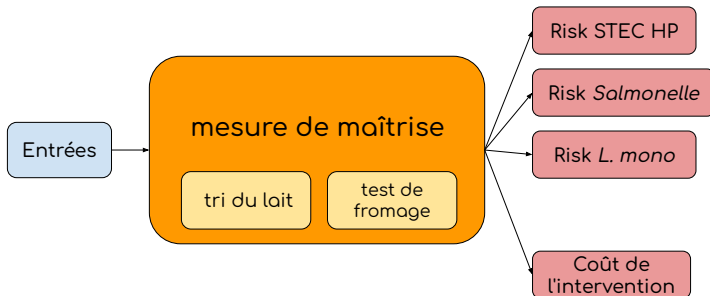 Risk STEC HP
Risk Salmonelle
mesure de maîtrise
Entrées
Risk L. mono
tri du lait
test de
fromage
Coût de
l'intervention